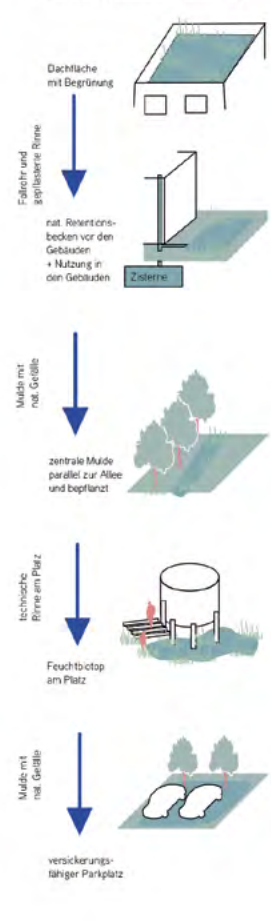 Dachfläche
mit Begrünung
Fallrohr und
gepflasterte Rinne
nat. Retentions-
becken vor den
Gebäuden
+ Nutzung in
den Gebäuden
Zisterne
Mulde mit
nat. Gefälle
zentrale Mulde
parallel zur Allee
und bepflanzt
technische
Rinne am Platz
Feuchtbiotop
am Platz
Mulde mit
nat. Gefälle
versickerungs-
fähiger Parkplatz